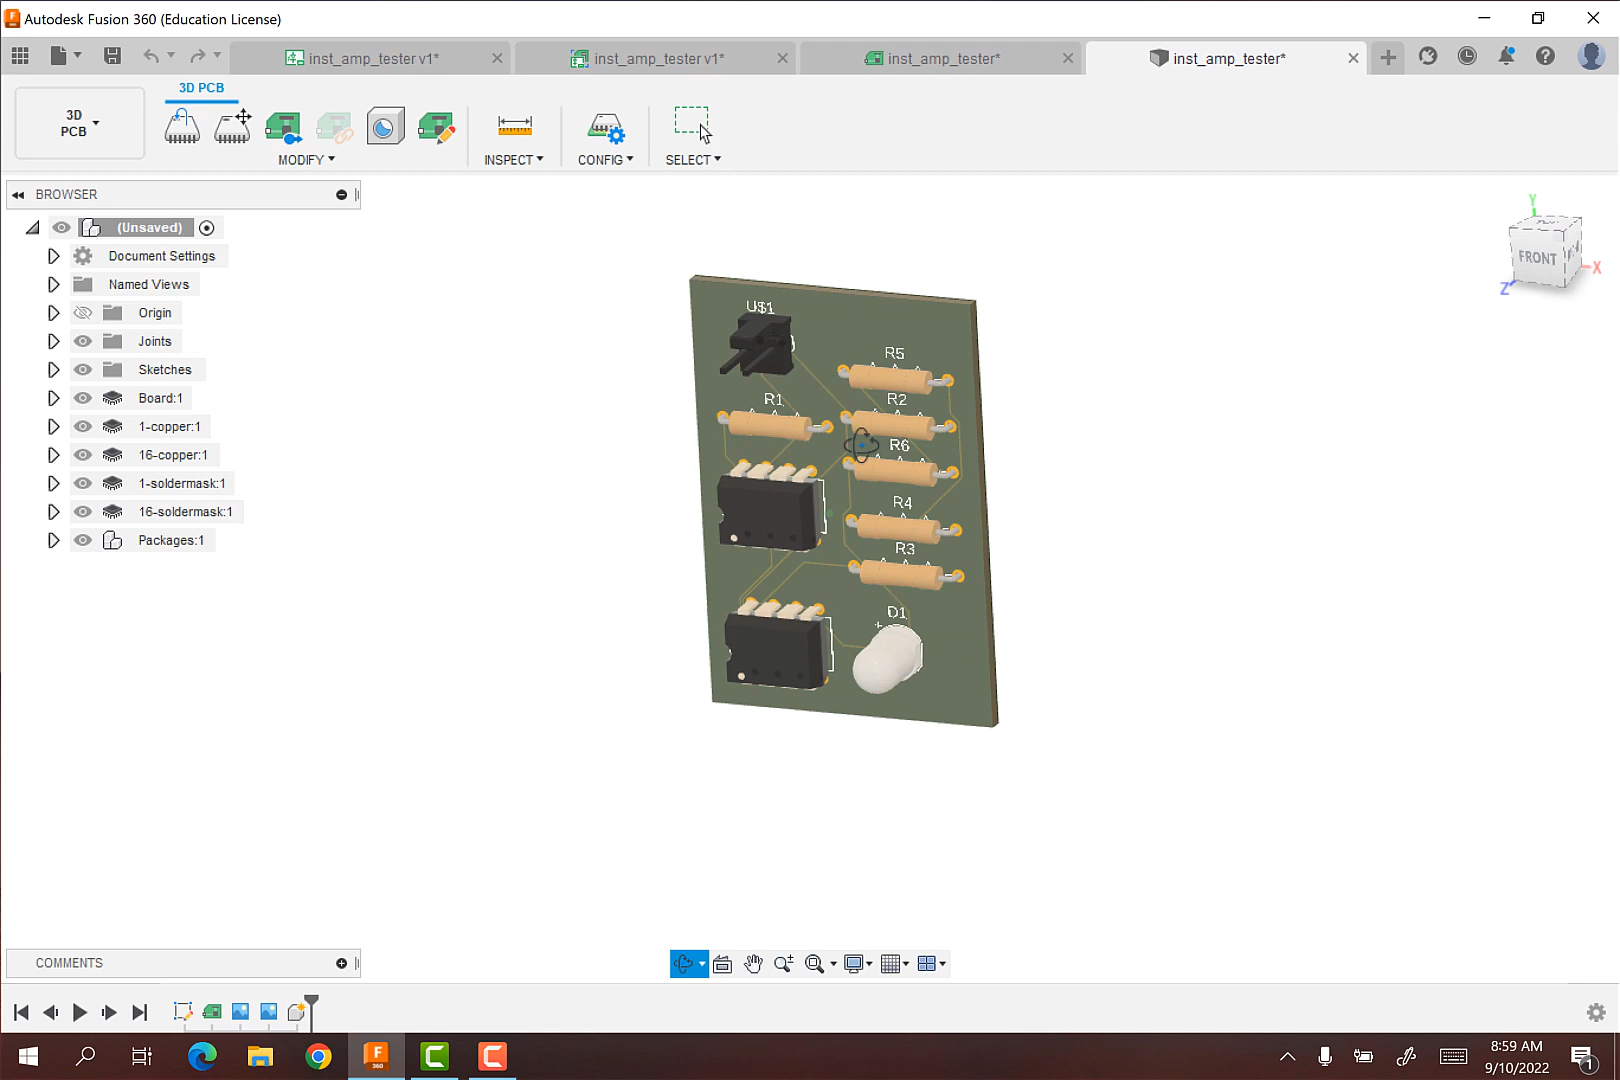 Autodesk Fusion 360 (Education License)
inst_amp_tester v1*
inst_amp_tester v1*
inst_amp_tester*
inst_amp_tester*
3D PCB
3D
PCB
MODIFY
INSPECT
CONFIG
SELECT
BROWSER
(Unsaved)
Document Settings
Named Views
Origin
Joints
Sketches
Board:1
1-copper:1
16-copper:1
1-soldermask:1
16-soldermask:1
Packages:1
Y
FRONT
X
Z
U$1
R5
R1
R2
R6
R4
R3
D1
+
COMMENTS
F
360
C
C
8:59 AM
9/10/2022
1